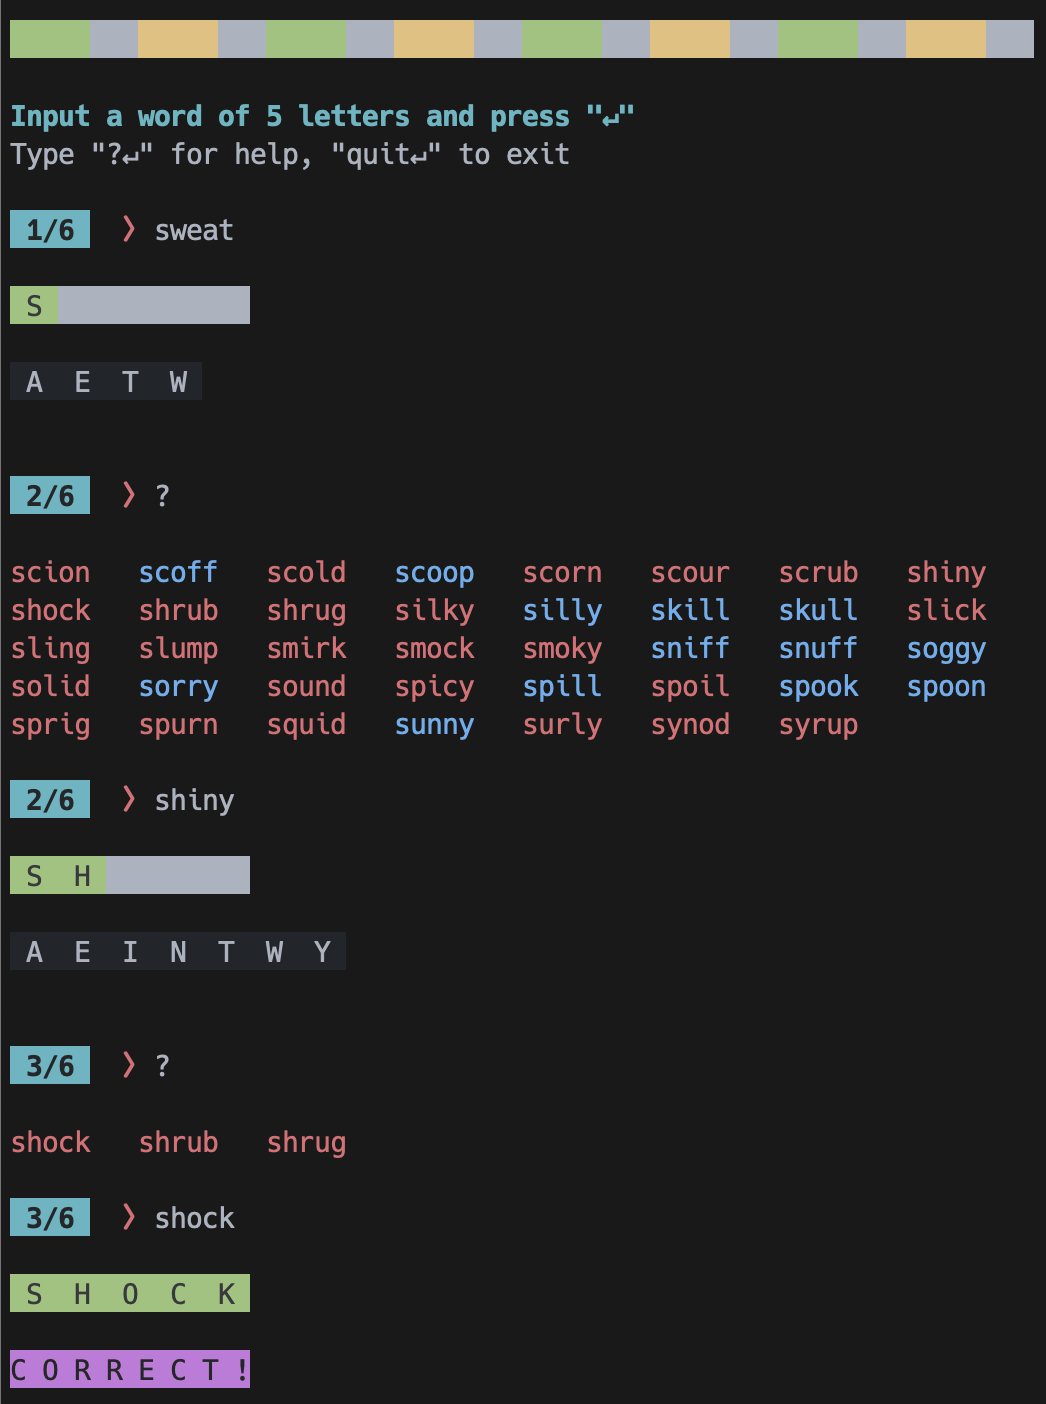 Input a word of 5 letters and press "↵"
Type "?↵" for help, "quit↵" to exit
1/6 ❯ sweat
S
A E T W
2/6 ❯ ?
scion scoff scold scoop scorn scour scrub shiny
shock shrub shrug silky silly skill skull slick
sling slump smirk smock smoky sniff snuff soggy
solid sorry sound spicy spill spoil spook spoon
sprig spurn squid sunny surly synod syrup
2/6 ❯ shiny
S H
A E I N T W Y
3/6 ❯ ?
shock shrub shrug
3/6 ❯ shock
S H O C K
C O R R E C T !